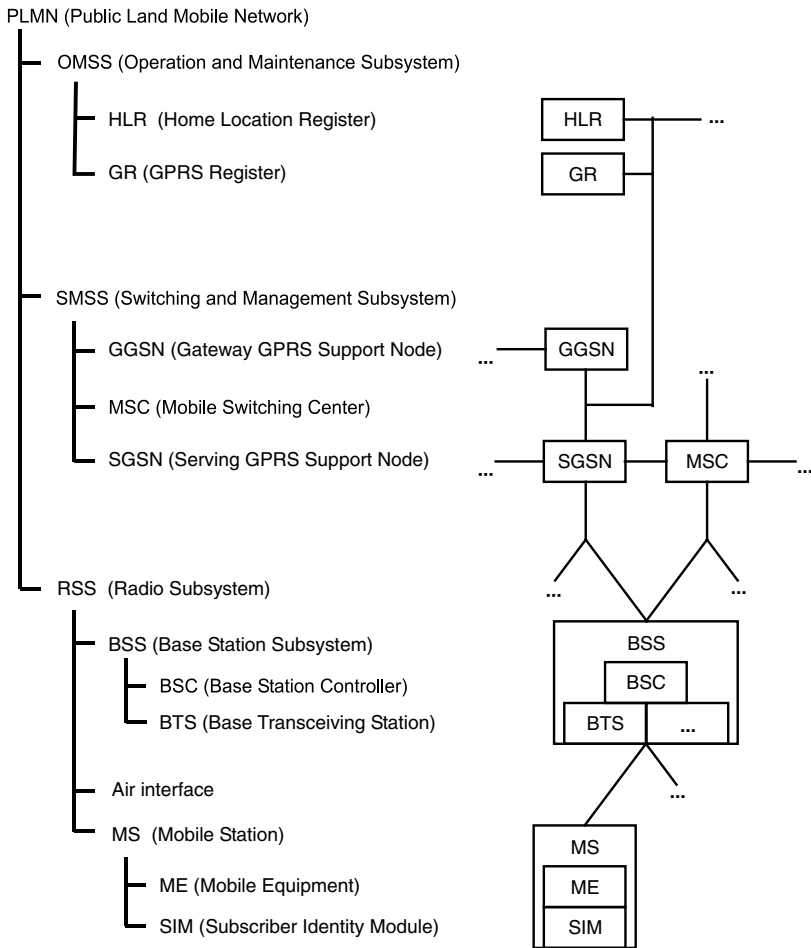 PLMN (Public Land Mobile Network)
OMSS (Operation and Maintenance Subsystem)
HLR (Home Location Register)
GR (GPRS Register)
SMSS (Switching and Management Subsystem)
GGSN (Gateway GPRS Support Node)
MSC (Mobile Switching Center)
SGSN (Serving GPRS Support Node)
RSS (Radio Subsystem)
BSS (Base Station Subsystem)
BSC (Base Station Controller)
BTS (Base Transceiving Station)
Air interface
MS (Mobile Station)
ME (Mobile Equipment)
SIM (Subscriber Identity Module)
HLR
...
GR
...
GGSN
...
...
SGSN
MSC
...
...
...
BSS
BSC
BTS
...
...
MS
ME
SIM